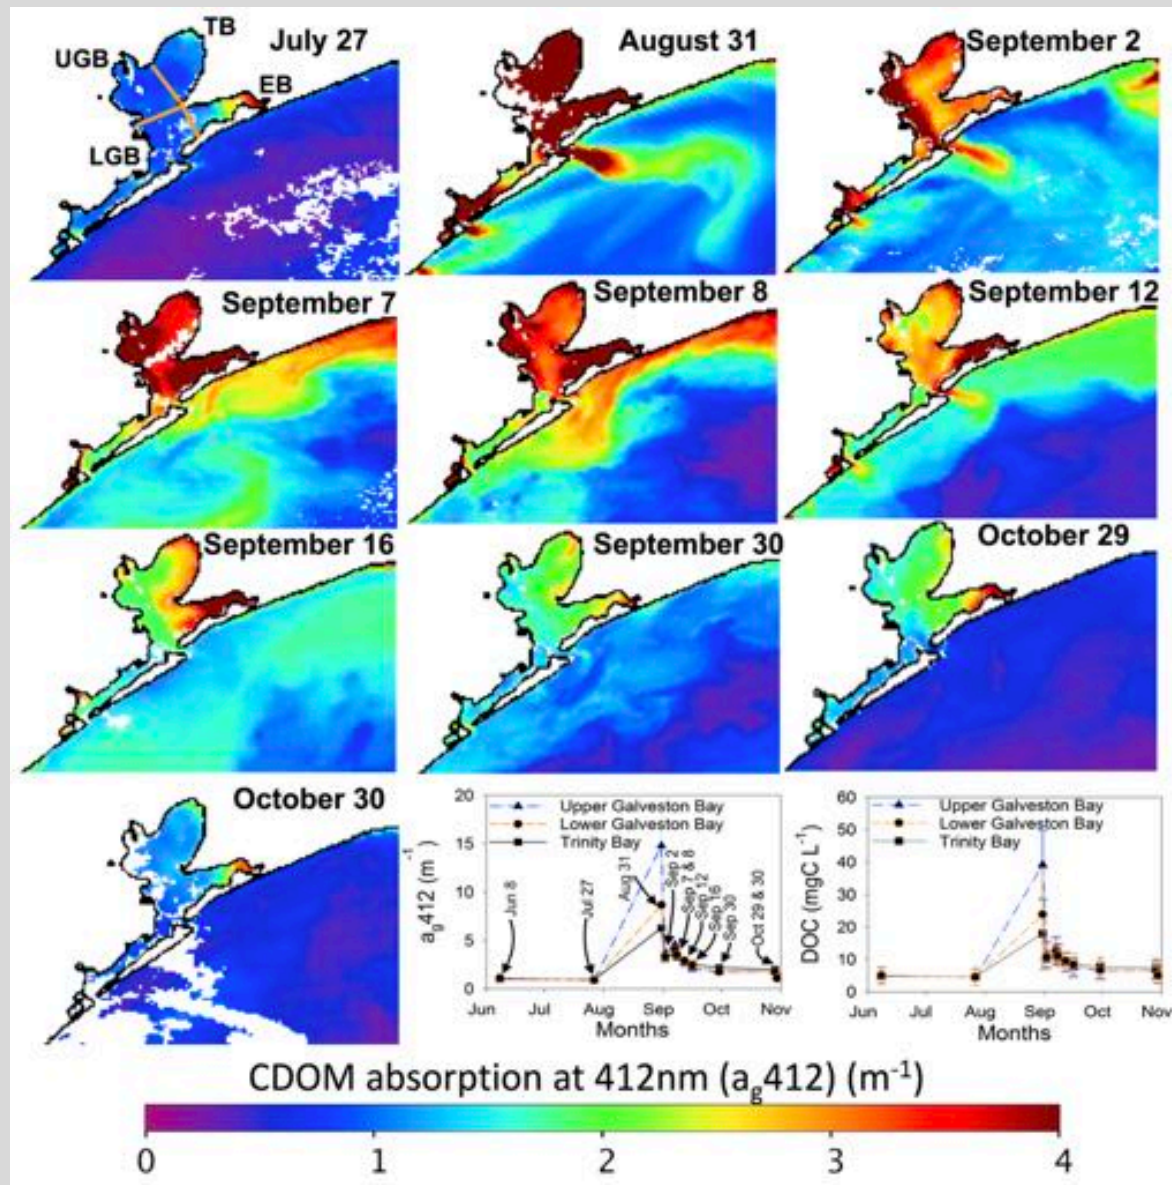 TB
July 27
August 31
September 2
UGB
EB
LGB
September 7
September 8
September 12
September 16
September 30
October 29
October 30
20
15
10
5
0
ag412 (m-1)
Upper Galveston Bay
Lower Galveston Bay
Trinity Bay
Jun 8
Jul 27
Aug 31
Sep 2
Sep 12
Sep 16
Sep 30
Oct 29 & 30
Jun Jul Aug Sep Oct Nov
Months
60
50
40
30
20
10
0
DOC (mgC L-1)
Upper Galveston Bay
Lower Galveston Bay
Trinity Bay
Jun Jul Aug Sep Oct Nov
Months
CDOM absorption at 412nm (ag412) (m-1)
0 1 2 3 4